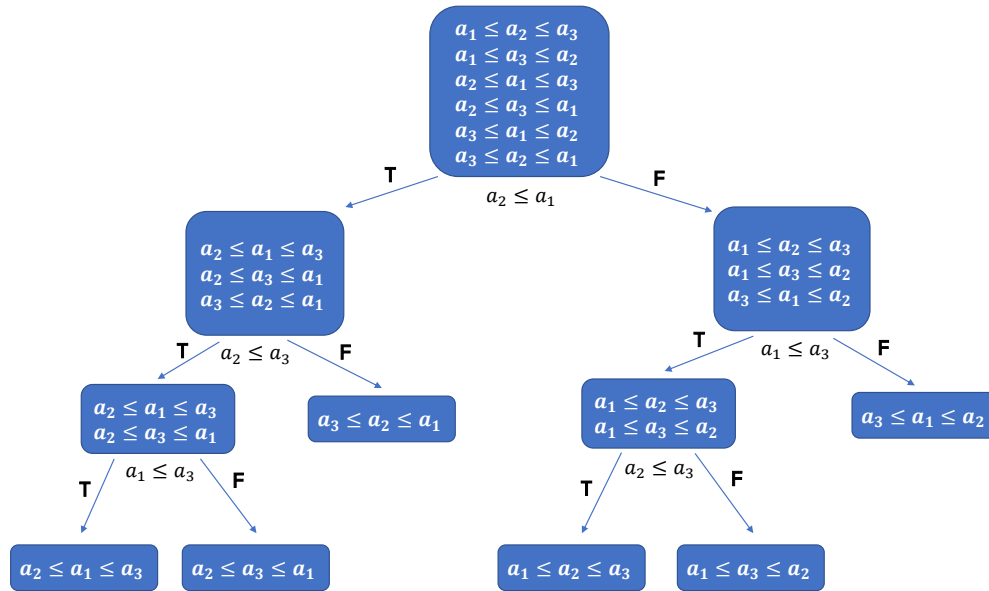 a₁ ≤ a₂ ≤ a₃
a₁ ≤ a₃ ≤ a₂
a₂ ≤ a₁ ≤ a₃
a₂ ≤ a₃ ≤ a₁
a₃ ≤ a₁ ≤ a₂
a₃ ≤ a₂ ≤ a₁
T
a₂ ≤ a₁
F
a₂ ≤ a₁ ≤ a₃
a₂ ≤ a₃ ≤ a₁
a₃ ≤ a₂ ≤ a₁
a₁ ≤ a₂ ≤ a₃
a₁ ≤ a₃ ≤ a₂
a₃ ≤ a₁ ≤ a₂
T
a₂ ≤ a₃
F
T
a₁ ≤ a₃
F
a₂ ≤ a₁ ≤ a₃
a₂ ≤ a₃ ≤ a₁
a₃ ≤ a₂ ≤ a₁
a₁ ≤ a₂ ≤ a₃
a₁ ≤ a₃ ≤ a₂
a₃ ≤ a₁ ≤ a₂
T
a₁ ≤ a₃
F
T
a₂ ≤ a₃
F
a₂ ≤ a₁ ≤ a₃
a₂ ≤ a₃ ≤ a₁
a₁ ≤ a₂ ≤ a₃
a₁ ≤ a₃ ≤ a₂